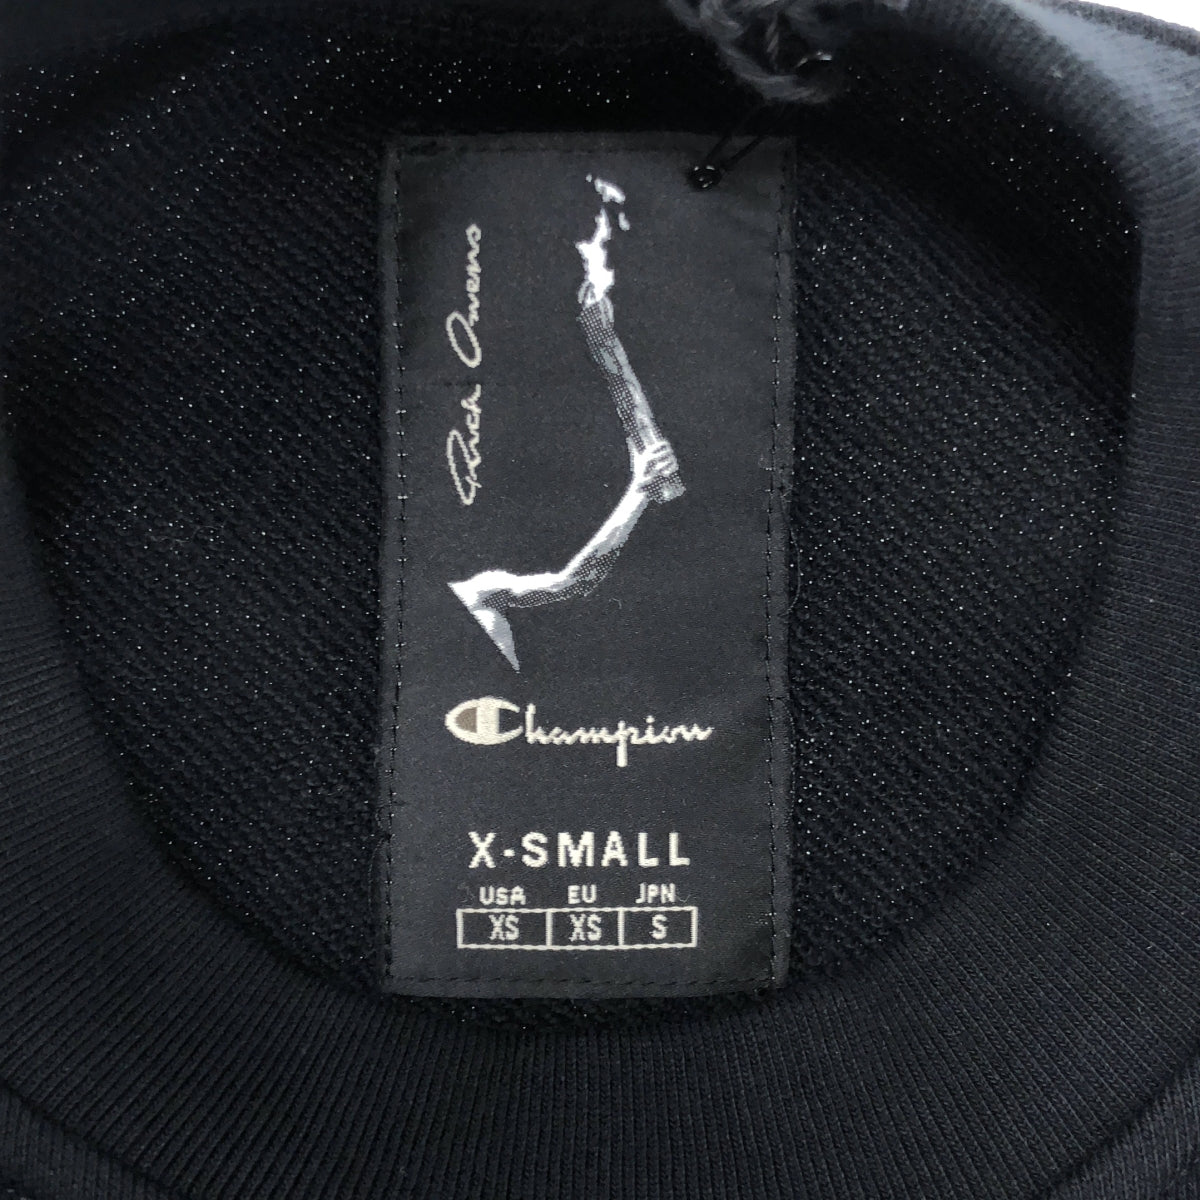 Rick Owens
Champion
X-SMALL
USA EU JPN
XS XS S